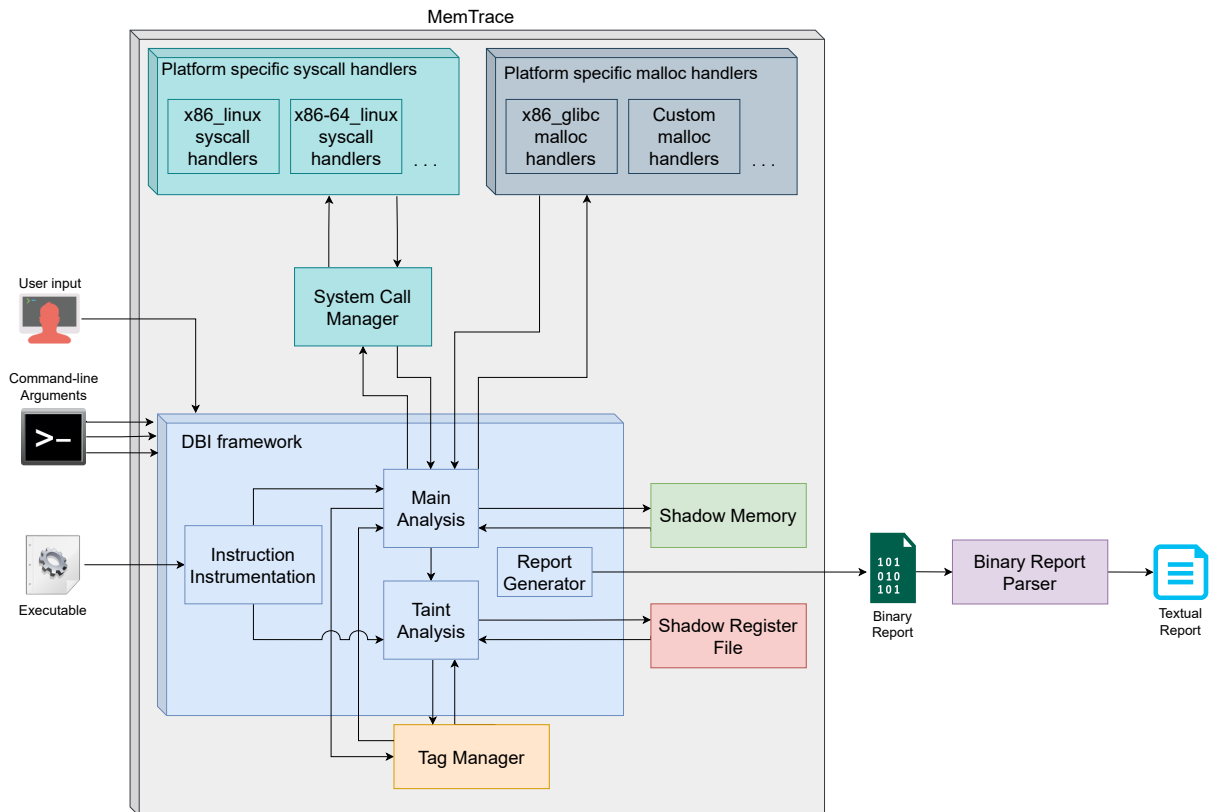 MemTrace
Platform specific syscall handlers
x86_linux
syscall
handlers
x86-64_linux
syscall
handlers
. . .
Platform specific malloc handlers
x86_glibc
malloc
handlers
Custom
malloc
handlers
. . .
User input
System Call
Manager
Command-line
Arguments
>–
DBI framework
Main
Analysis
Shadow Memory
Instruction
Instrumentation
Report
Generator
Executable
Taint
Analysis
Shadow Register
File
101
010
101
Binary
Report
Binary Report
Parser
Textual
Report
Tag Manager